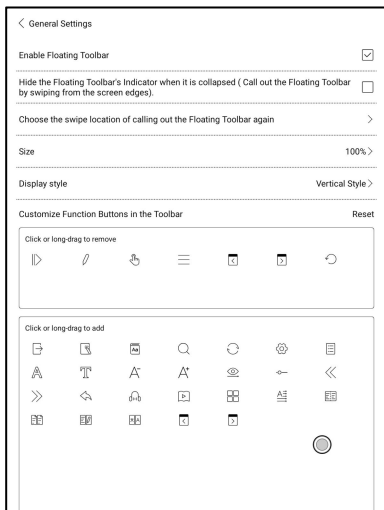 General Settings
Enable Floating Toolbar
Hide the Floating Toolbar's Indicator when it is collapsed ( Call out the Floating Toolbar
by swiping from the screen edges).
Choose the swipe location of calling out the Floating Toolbar again
Size 100%
Display style Vertical Style
Customize Function Buttons in the Toolbar Reset
Click or long-drag to remove
Click or long-drag to add
Aa
A T A- A+
A